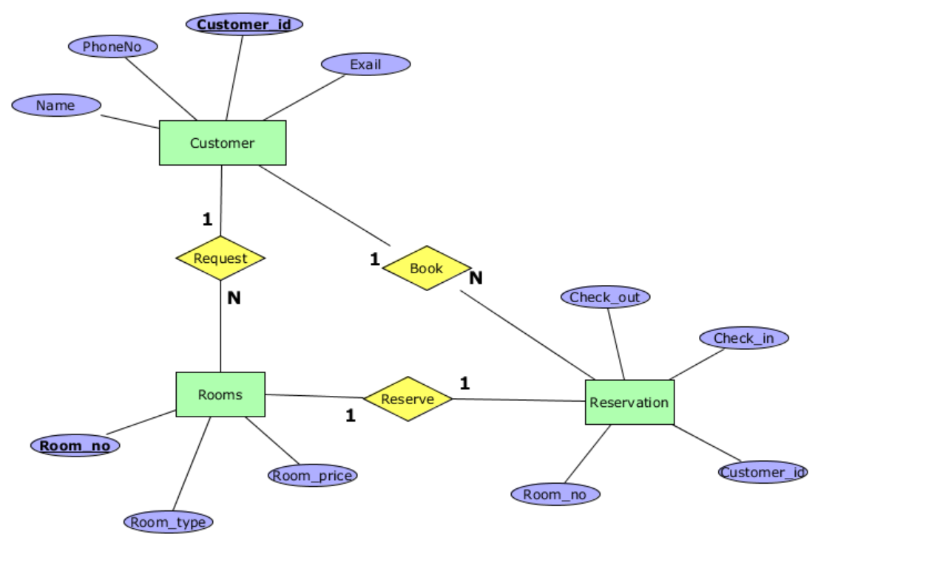 Customer_id
PhoneNo
Exail
Name
Customer
1
Request
N
1
Book
N
Check_out
Check_in
Rooms
1
Reserve
1
Reservation
Room_no
Room_price
Room_type
Customer_id
Room_no